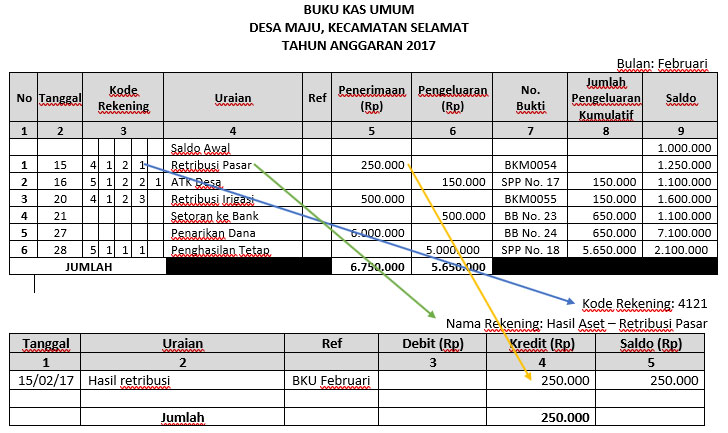 BUKU KAS UMUM
DESA MAJU, KECAMATAN SELAMAT
TAHUN ANGGARAN 2017
Bulan: Februari
No Tanggal Kode Rekening Uraian Ref Penerimaan (Rp) Pengeluaran (Rp) No. Bukti Jumlah Pengeluaran Kumulatif Saldo
1 2 3 4 5 6 7 8 9
Saldo Awal 1.000.000
1 15 4 1 2 1 Retribusi Pasar 250.000 BKM0054 1.250.000
2 16 5 1 2 2 1 ATK Desa 150.000 SPP No. 17 150.000 1.100.000
3 20 4 1 2 3 Retribusi Irigasi 500.000 BKM0055 150.000 1.600.000
4 21 Setoran ke Bank 500.000 BB No. 23 650.000 1.100.000
5 27 Penarikan Dana 6.000.000 BB No. 24 650.000 7.100.000
6 28 5 1 1 1 Penghasilan Tetap 5.000.000 SPP No. 18 5.650.000 2.100.000
JUMLAH 6.750.000 5.650.000
Kode Rekening: 4121
Nama Rekening: Hasil Aset – Retribusi Pasar
Tanggal Uraian Ref Debit (Rp) Kredit (Rp) Saldo (Rp)
1 2 3 4 5
15/02/17 Hasil retribusi BKU Februari 250.000 250.000
Jumlah 250.000